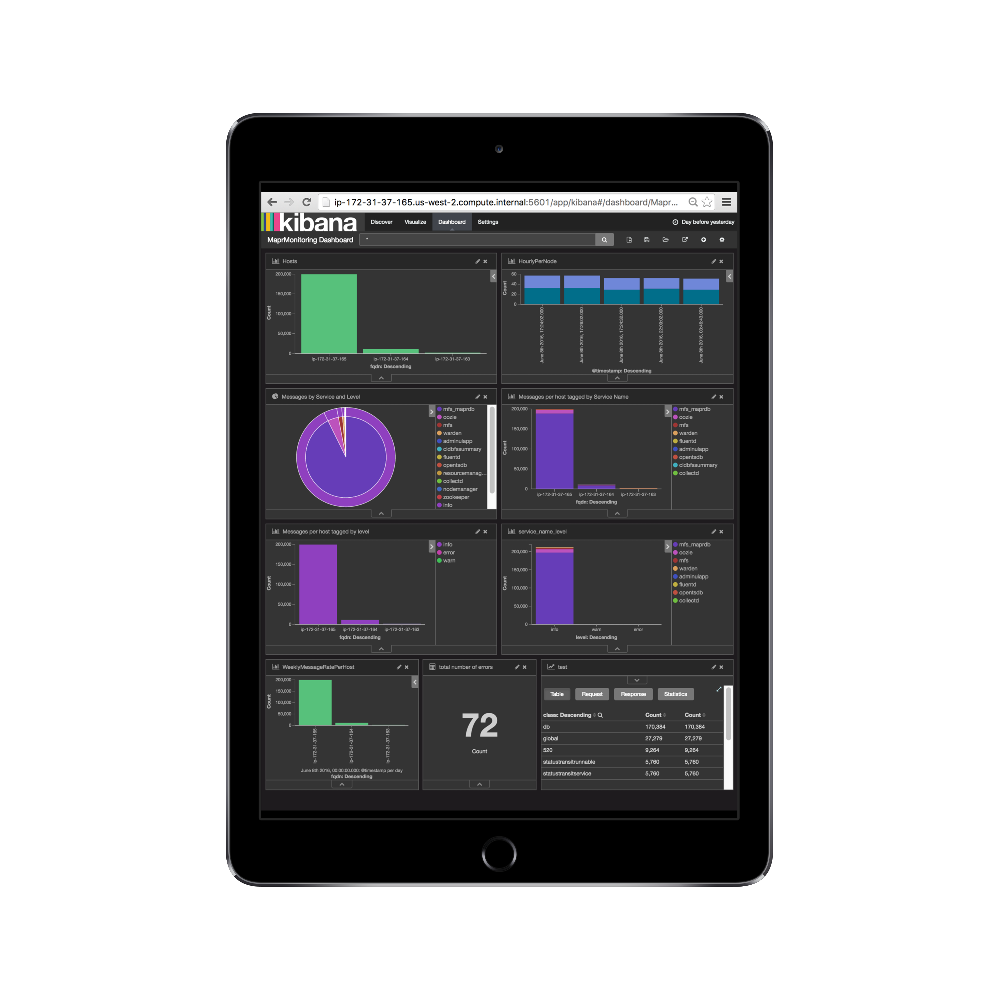 ip-172-31-37-165.us-west-2.compute.internal:5601/app/kibana#/dashboard/Mapr...
kibana
Discover
Visualize
Dashboard
Settings
Day before yesterday
MaprMonitoring Dashboard
*
Hosts
Count
200,000
150,000
100,000
50,000
0
ip-172-31-37-165
ip-172-31-37-164
ip-172-31-37-163
fqdn: Descending
HourlyPerNode
Count
60
40
20
0
June 8th 2016, 17:24:02.000
June 8th 2016, 17:26:02.000
June 8th 2016, 17:24:32.000
June 8th 2016, 22:09:02.000
June 8th 2016, 03:46:43.000
@timestamp: Descending
Messages by Service and Level
mfs_maprdb
oozie
mfs
warden
adminuiapp
cldbfssummary
fluentd
opentsdb
resourcemanag...
collectd
nodemanager
zookeeper
info
Messages per host tagged by Service Name
Count
200,000
150,000
100,000
50,000
0
ip-172-31-37-165
ip-172-31-37-164
ip-172-31-37-163
fqdn: Descending
mfs_maprdb
oozie
mfs
warden
fluentd
adminuiapp
opentsdb
cldbfssummary
collectd
Messages per host tagged by level
Count
200,000
150,000
100,000
50,000
0
ip-172-31-37-165
ip-172-31-37-164
ip-172-31-37-163
fqdn: Descending
info
error
warn
service_name_level
Count
200,000
150,000
100,000
50,000
0
info
warn
error
level: Descending
mfs_maprdb
oozie
mfs
warden
adminuiapp
fluentd
opentsdb
collectd
WeeklyMessageRatePerHost
Count
200,000
150,000
100,000
50,000
0
ip-172-31-37-165
ip-172-31-37-164
ip-172-31-37-163
June 8th 2016, 00:00:00.000: @timestamp per day
fqdn: Descending
total number of errors
72
Count
test
Table
Request
Response
Statistics
class: Descending Count Count
db 170,384 170,384
global 27,279 27,279
520 9,264 9,264
statustransitrunnable 5,760 5,760
statustransitservice 5,760 5,760